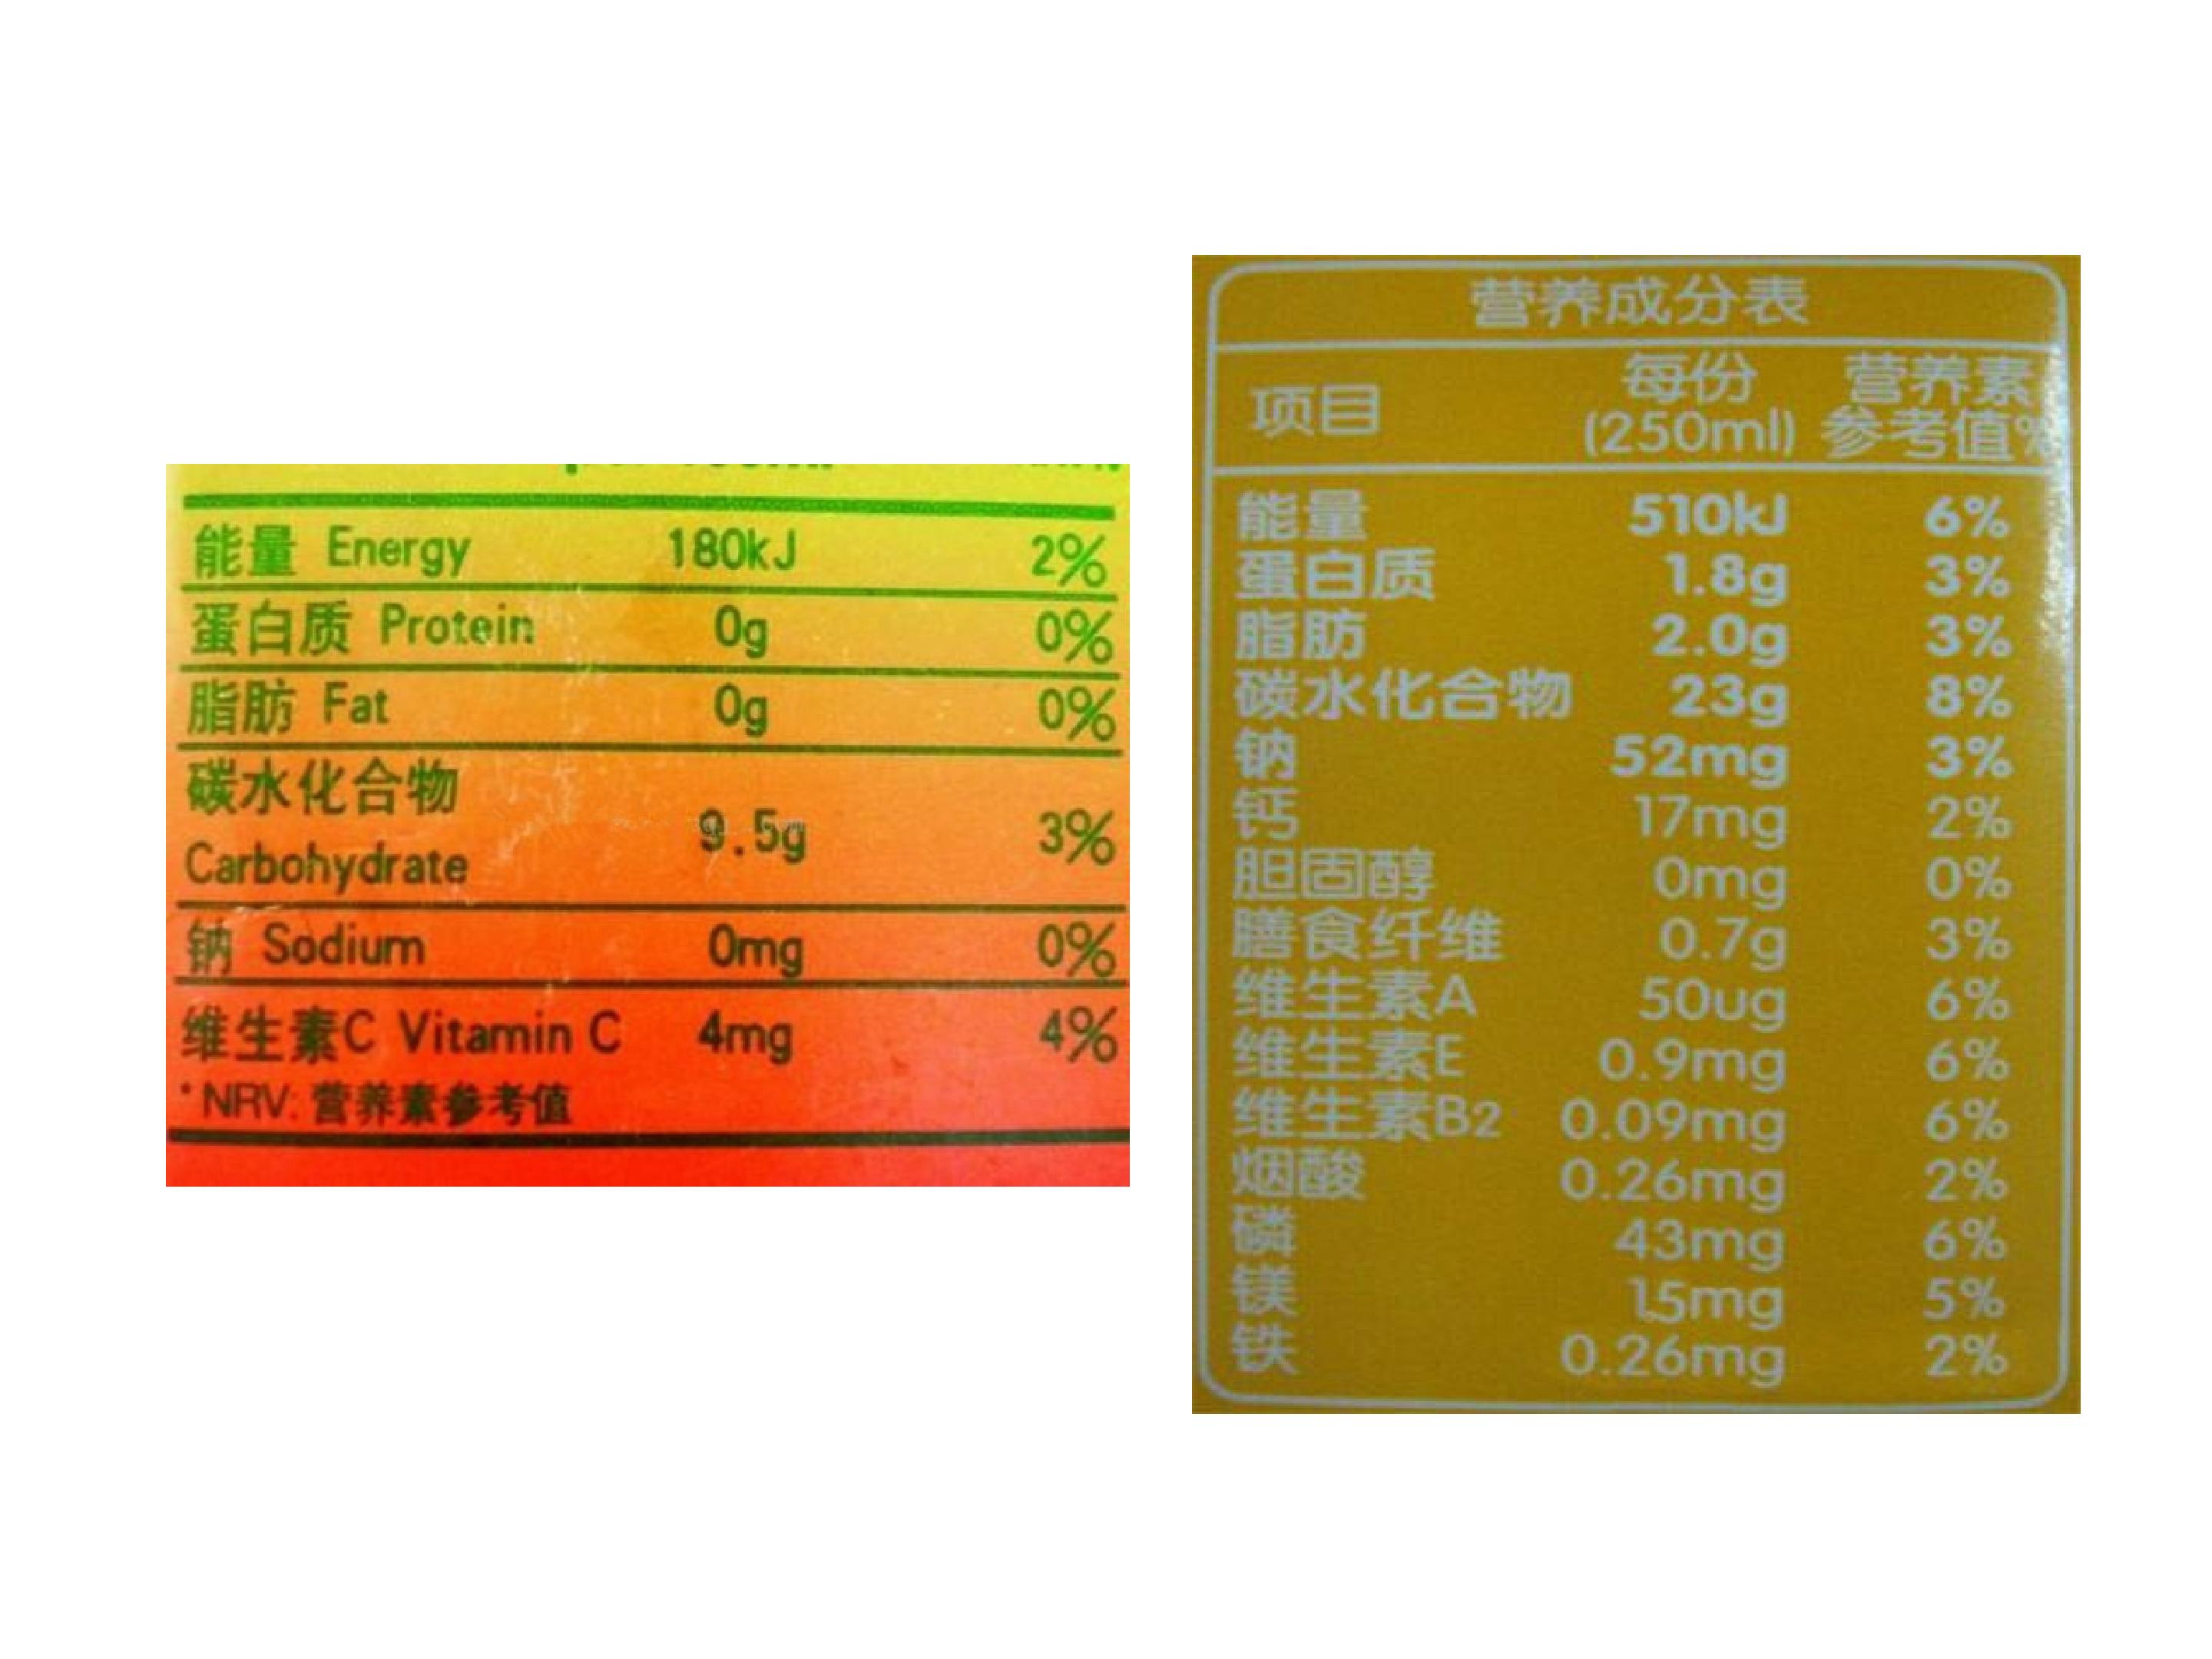 能量 Energy 180kJ 2%
蛋白质 Protein 0g 0%
脂肪 Fat 0g 0%
碳水化合物
Carbohydrate 9.5g 3%
钠 Sodium 0mg 0%
维生素C Vitamin C 4mg 4%
*NRV: 营养素参考值
营养成分表
项目 每份 (250ml) 营养素参考值%
能量 510kJ 6%
蛋白质 1.8g 3%
脂肪 2.0g 3%
碳水化合物 23g 8%
钠 52mg 3%
钙 17mg 2%
胆固醇 0mg 0%
膳食纤维 0.7g 3%
维生素A 50ug 6%
维生素E 0.9mg 6%
维生素B2 0.09mg 6%
烟酸 0.26mg 2%
磷 43mg 6%
镁 15mg 5%
铁 0.26mg 2%